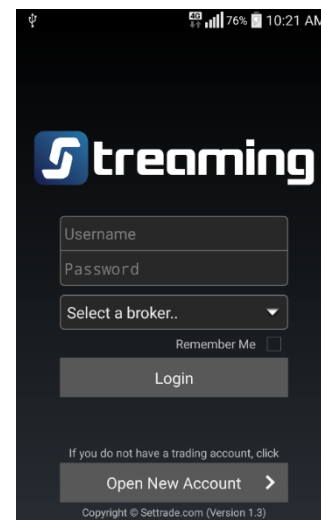 4G 76% 10:21 AM
Streaming
Username
Password
Select a broker..
Remember Me
Login
If you do not have a trading account, click
Open New Account
Copyright © Settrade.com (Version 1.3)